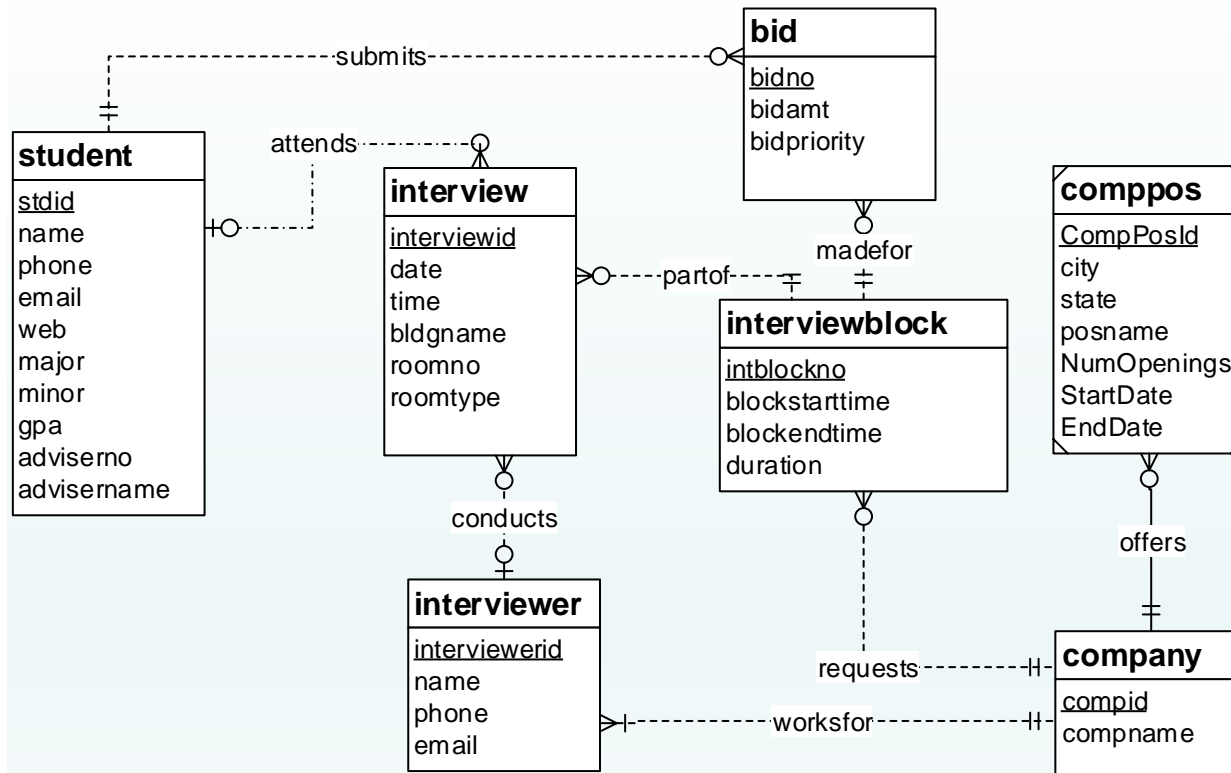 bid
bidno
bidamt
bidpriority
submits
student
stdid
name
phone
email
web
major
minor
gpa
adviserno
advisername
attends
interview
interviewid
date
time
bldgname
roomno
roomtype
partof
madefor
interviewblock
intblockno
blockstarttime
blockendtime
duration
comppos
CompPosId
city
state
posname
NumOpenings
StartDate
EndDate
conducts
offers
interviewer
interviewerid
name
phone
email
requests
worksfor
company
compid
compname